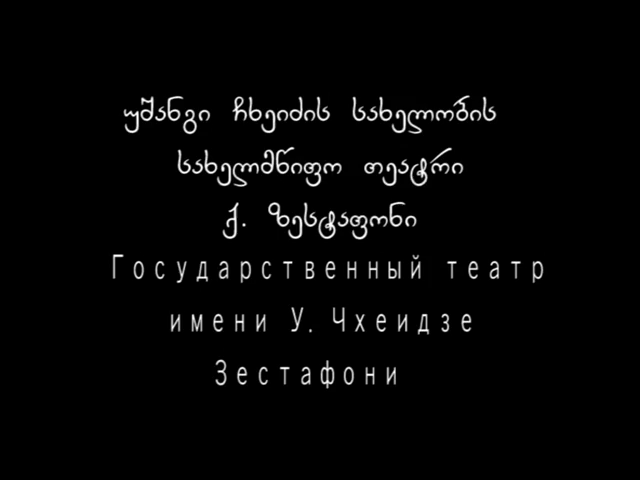 უშანგი ჩხეიძის სახელობის
სახელმწიფო თეატრი
ქ. ზესტაფონი
Государственный театр
имени У. Чхеидзе
Зестафони